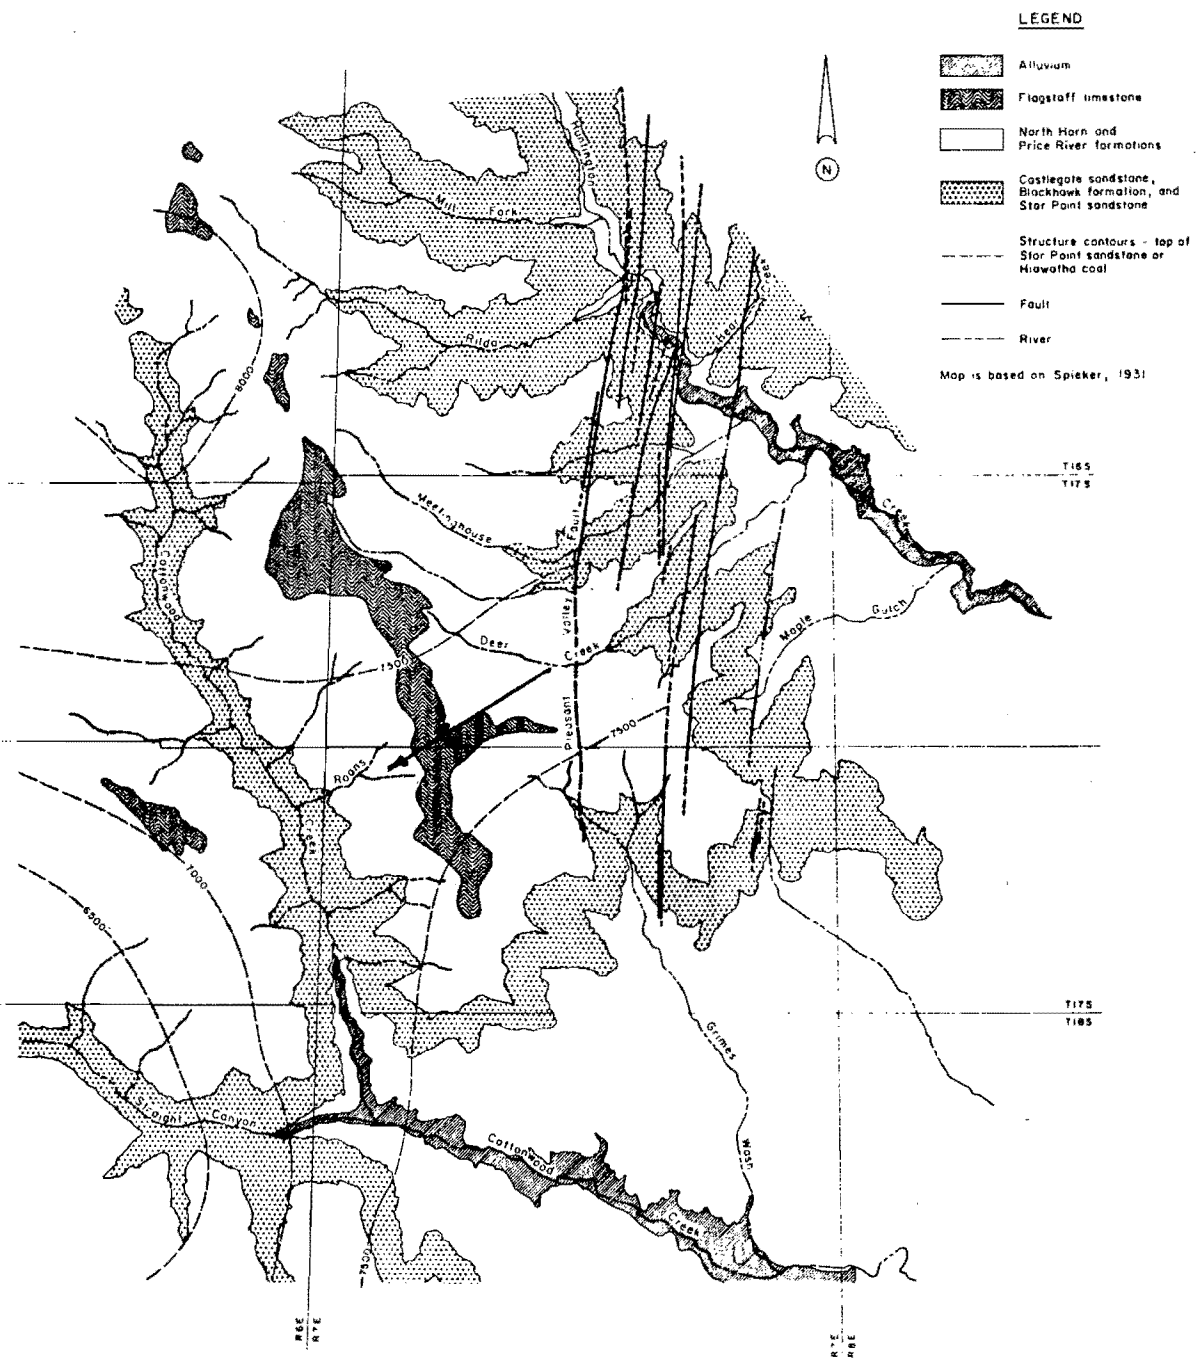 LEGEND
Alluvium
Flagstaff limestone
North Horn and
Price River formations
Castlegate sandstone,
Blackhawk formation, and
Star Point sandstone
Structure contours - top of
Star Point sandstone or
Hiawatha coal
Fault
River
Map is based on Spieker, 1931
N
Huntington
Mill Fork
Rilda
8000
T16S
T17S
Meetinghouse
Creek
Cottonwood
Fault
Valley
Pleasant
Maple Gulch
Deer Creek
7500
7500
Roans
Creek
7000
6500
T17S
T18S
Grimes
Wash
Straight Canyon
Cottonwood
Creek
7500
R6E
R7E
R7E
R8E